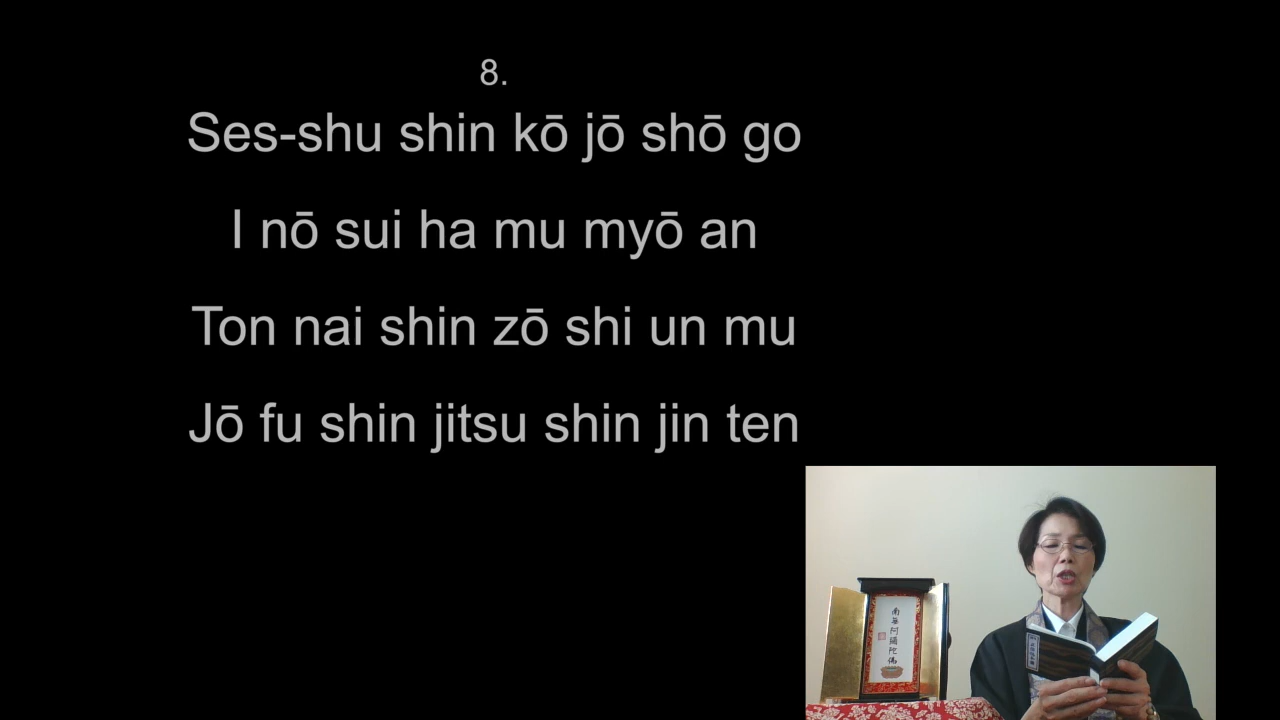 8.
Ses-shu shin kō jō shō go
I nō sui ha mu myō an
Ton nai shin zō shi un mu
Jō fu shin jitsu shin jin ten
南無阿彌陀佛